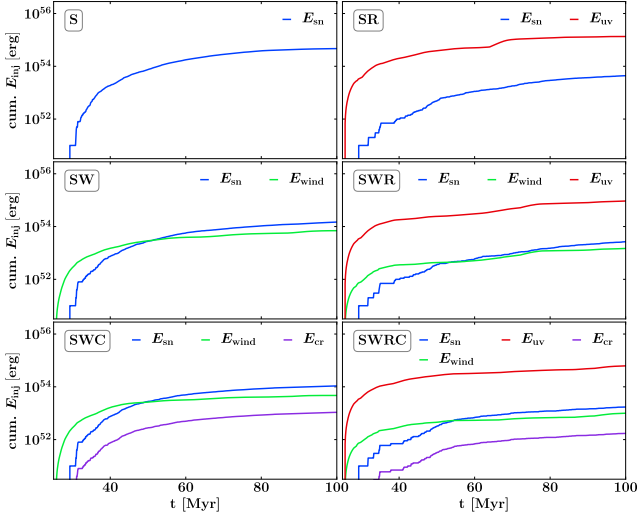 S
E_sn
SR
E_sn E_uv
10^56
10^54
10^52
cum. E_inj [erg]
SW
E_sn E_wind
SWR
E_sn E_wind E_uv
10^56
10^54
10^52
cum. E_inj [erg]
SWC
E_sn E_wind E_cr
SWRC
E_sn E_uv E_cr
E_wind
10^56
10^54
10^52
cum. E_inj [erg]
40 60 80 100
40 60 80 100
t [Myr]
t [Myr]